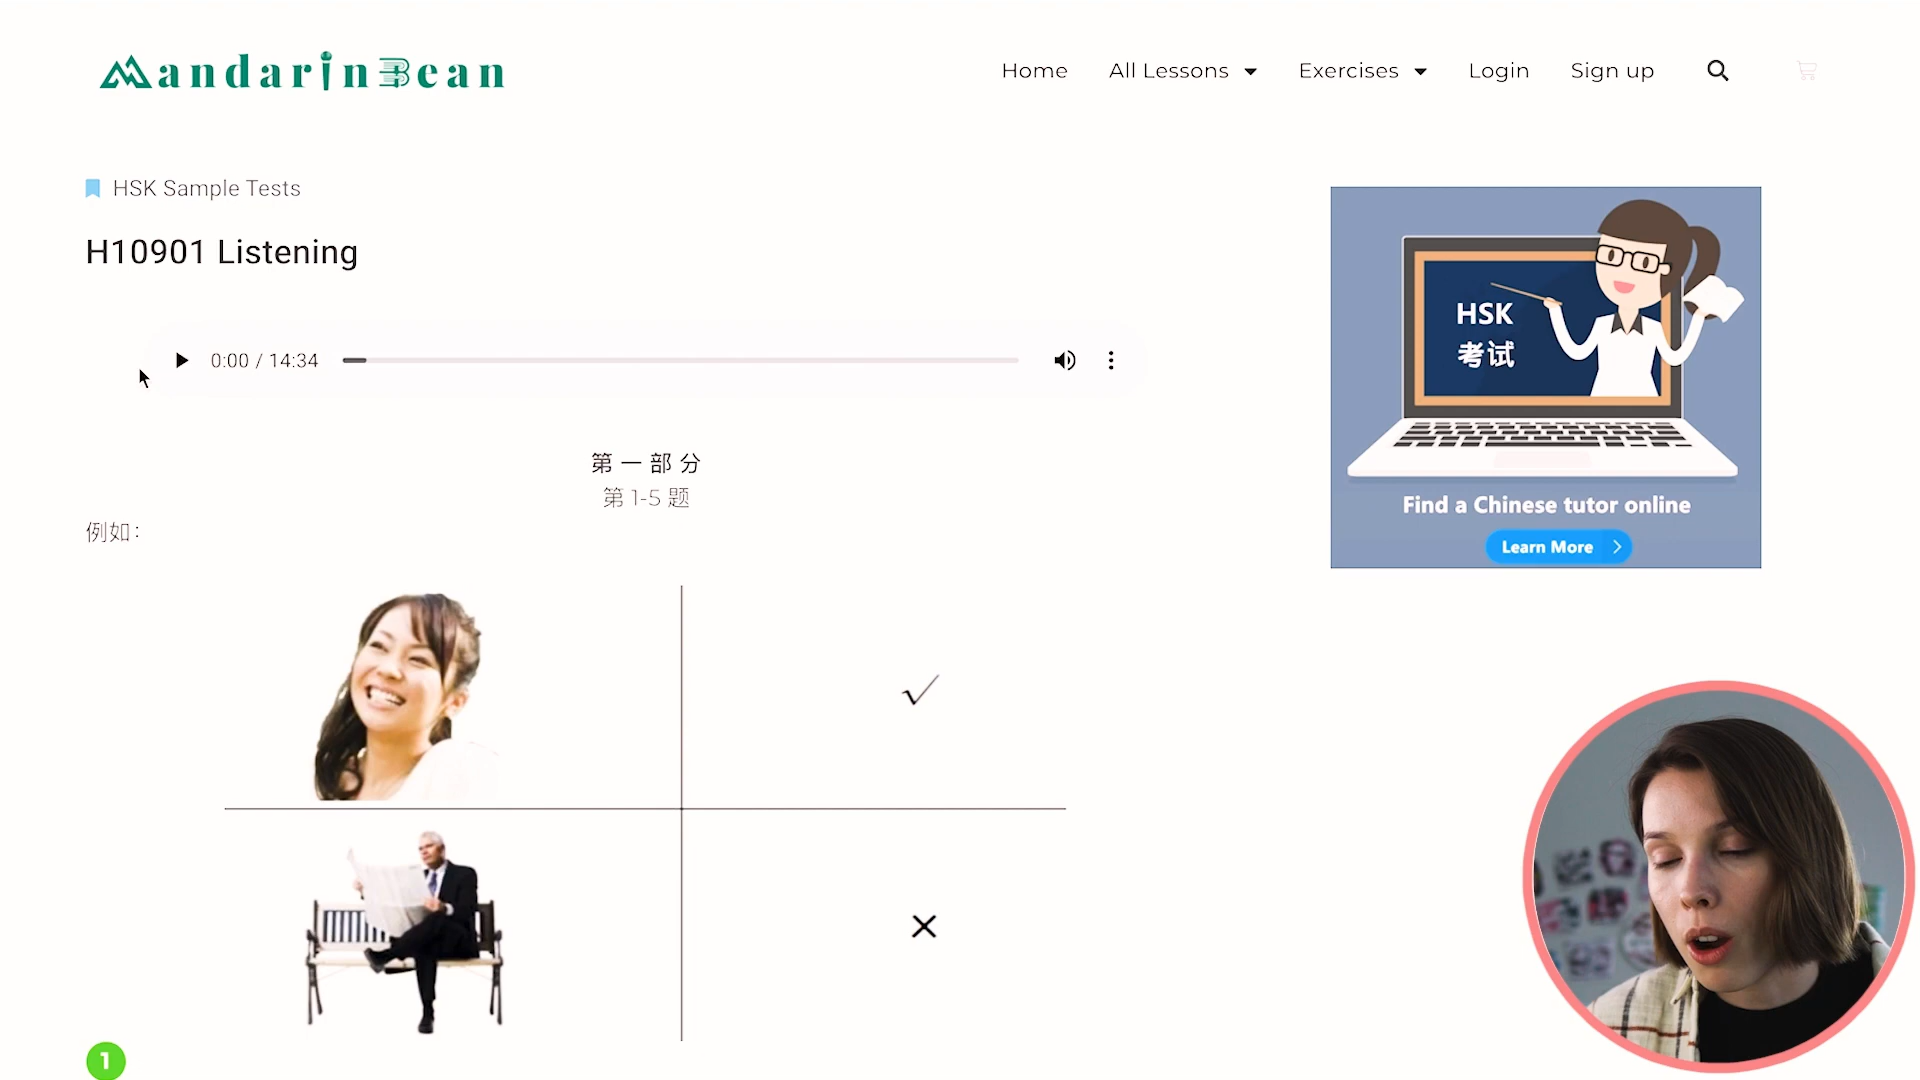 MandarinBean
Home
All Lessons
Exercises
Login
Sign up
HSK Sample Tests
H10901 Listening
0:00 / 14:34
第一部分
第 1-5 题
例如：
HSK
考试
Find a Chinese tutor online
Learn More
1